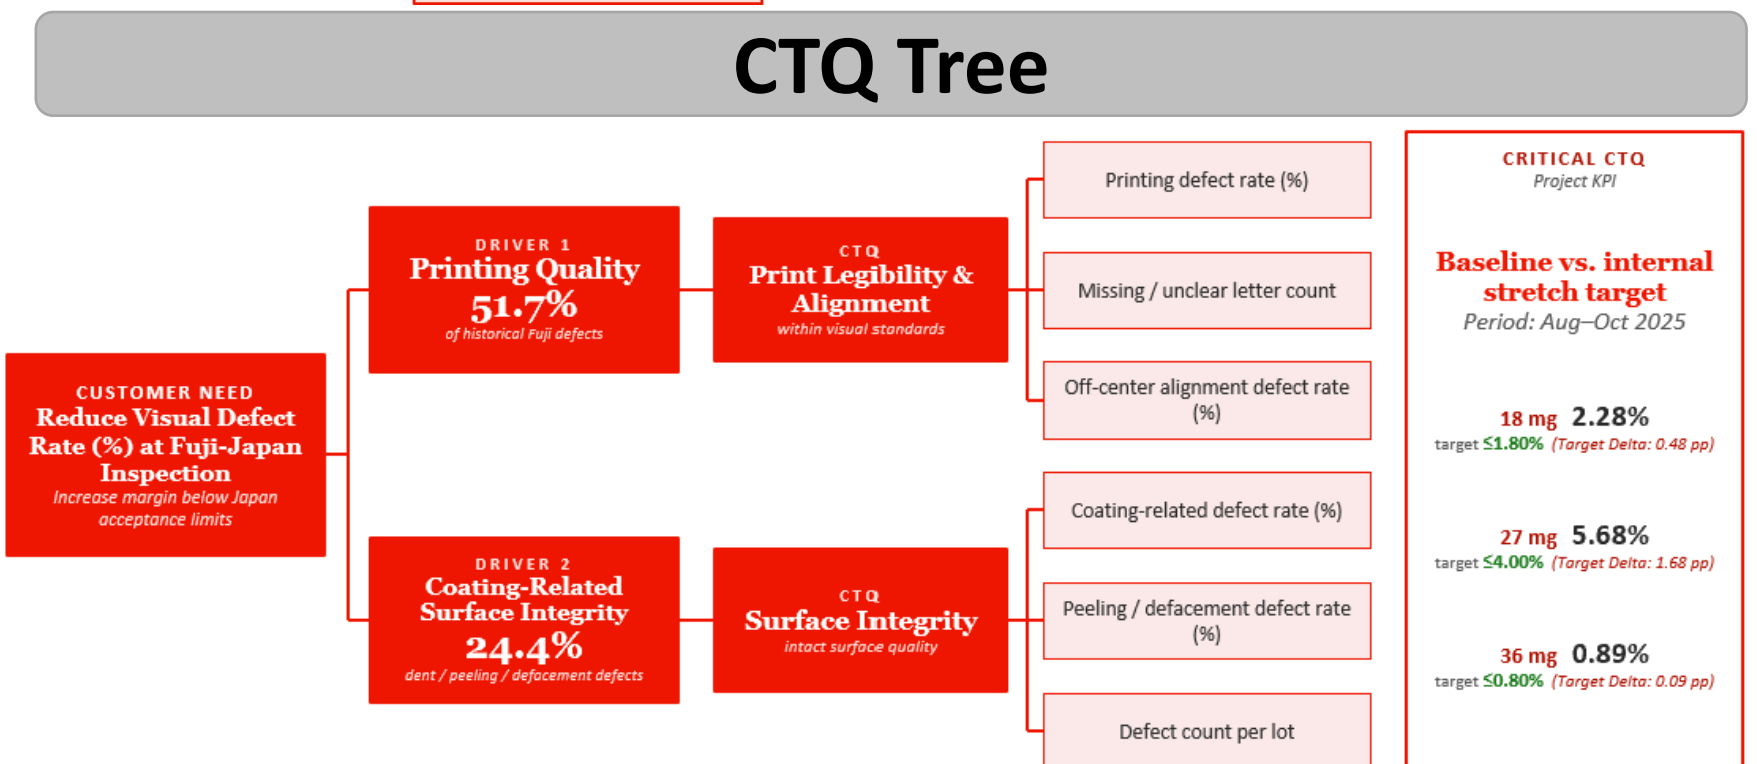 CTQ Tree
CUSTOMER NEED
Reduce Visual Defect
Rate (%) at Fuji-Japan
Inspection
Increase margin below Japan
acceptance limits
DRIVER 1
Printing Quality
51.7%
of historical Fuji defects
CTQ
Print Legibility &
Alignment
within visual standards
Printing defect rate (%)
Missing / unclear letter count
Off-center alignment defect rate
(%)
DRIVER 2
Coating-Related
Surface Integrity
24.4%
dent / peeling / defacement defects
CTQ
Surface Integrity
intact surface quality
Coating-related defect rate (%)
Peeling / defacement defect rate
(%)
Defect count per lot
CRITICAL CTQ
Project KPI
Baseline vs. internal
stretch target
Period: Aug–Oct 2025
18 mg 2.28%
target ≤1.80% (Target Delta: 0.48 pp)
27 mg 5.68%
target ≤4.00% (Target Delta: 1.68 pp)
36 mg 0.89%
target ≤0.80% (Target Delta: 0.09 pp)